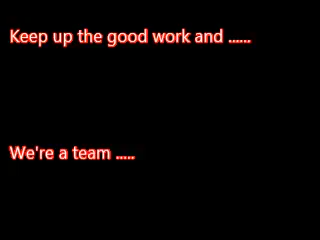 Keep up the good work and ......
We're a team .....